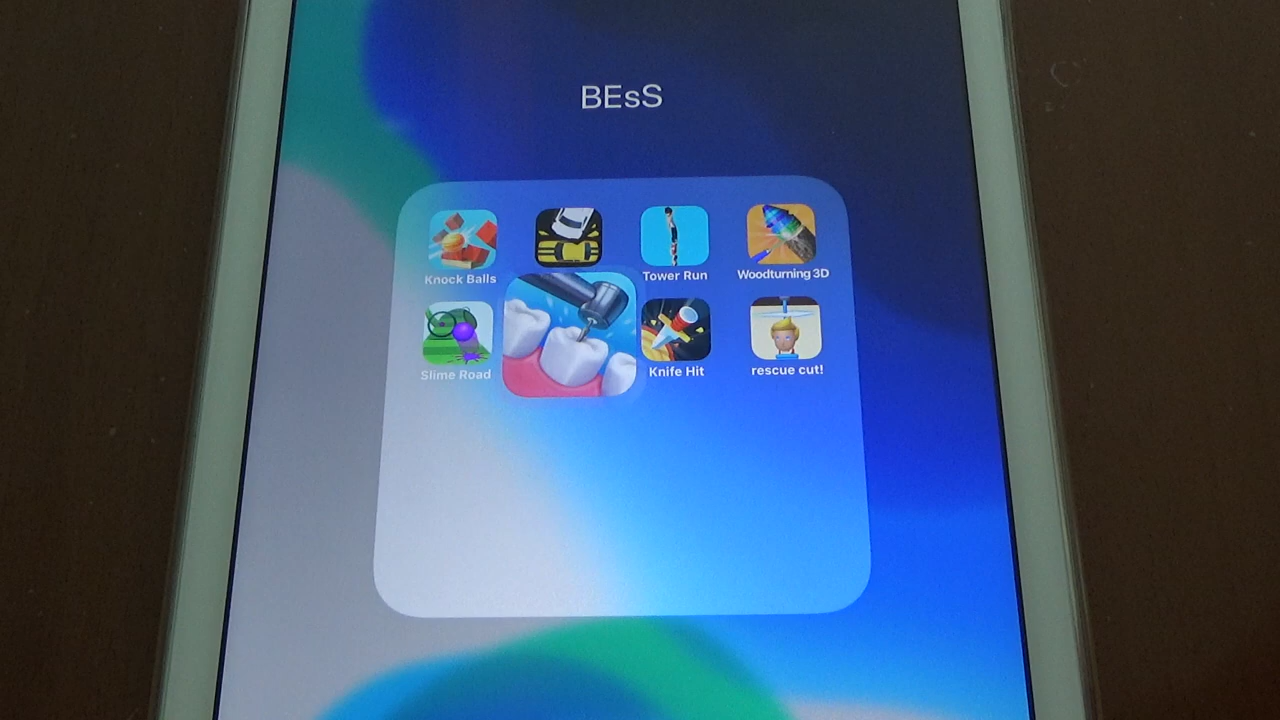 BEsS
Knock Balls
Tower Run
Woodturning 3D
Slime Road
Knife Hit
rescue cut!